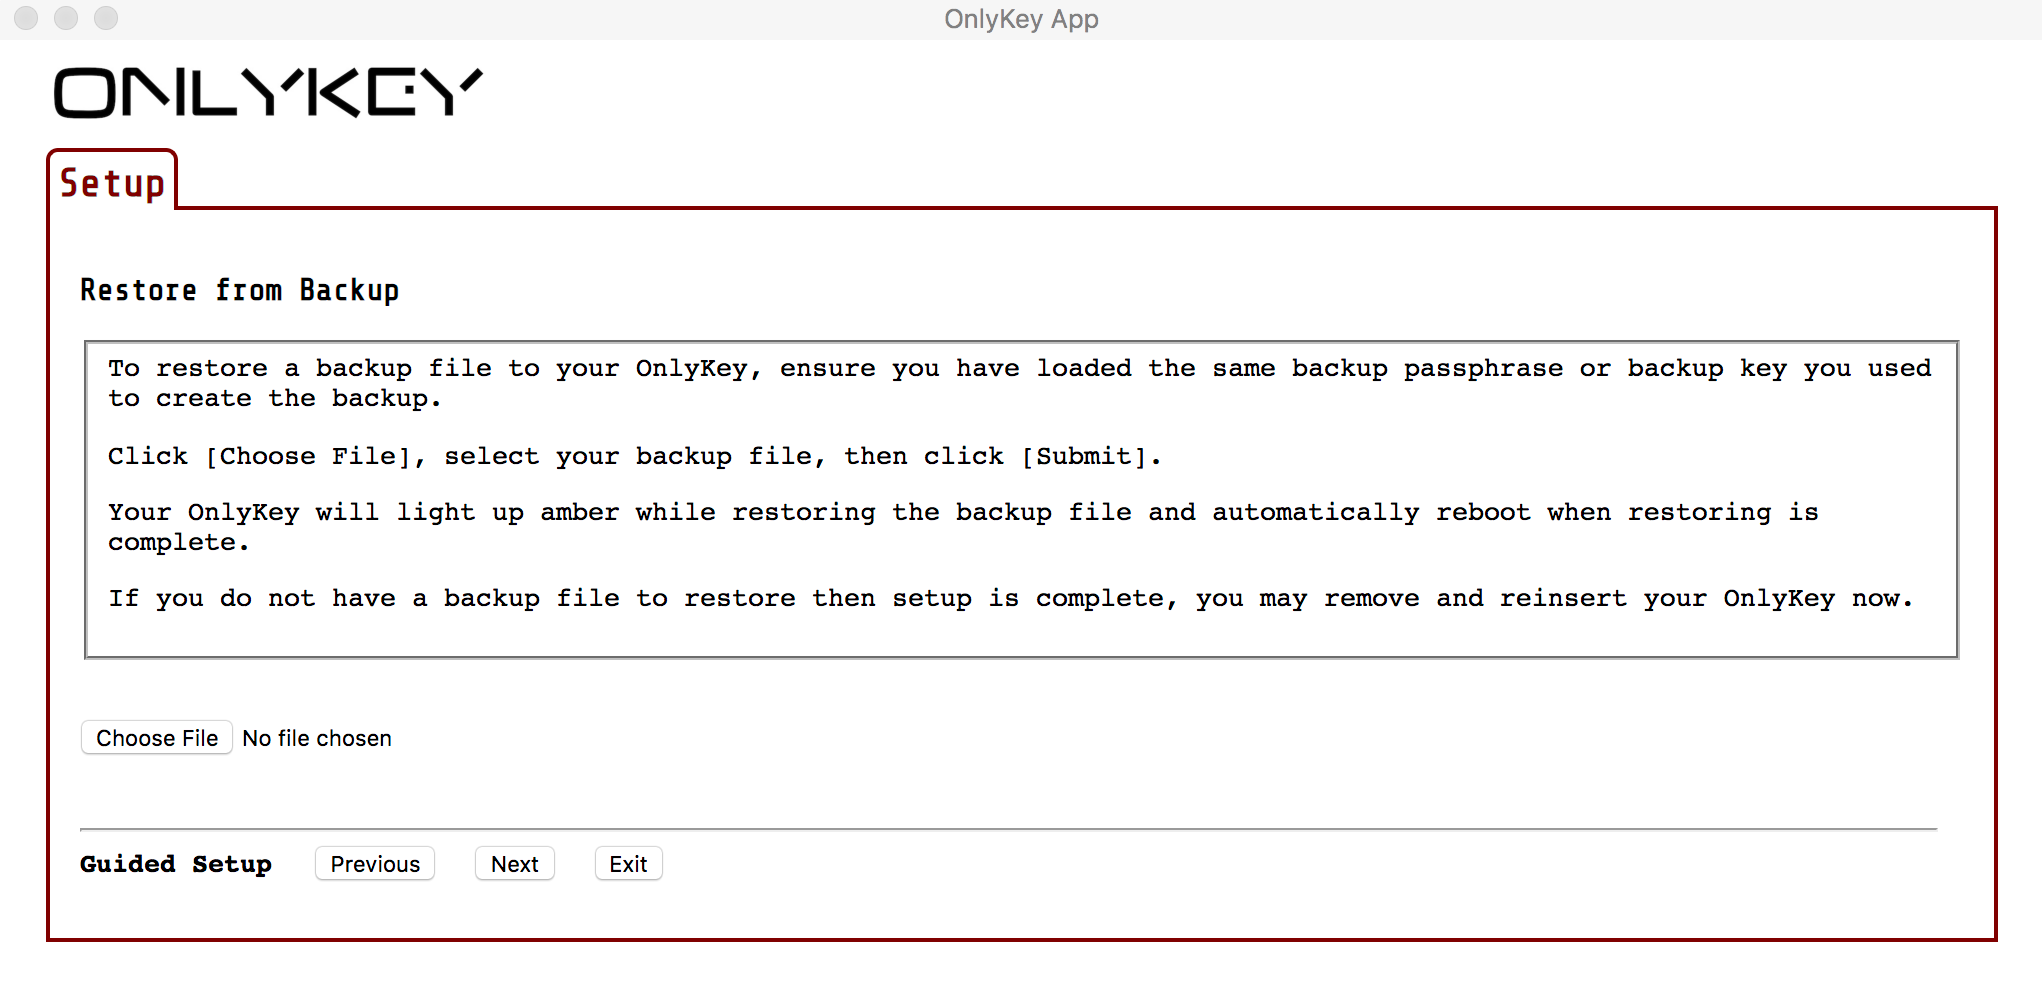 OnlyKey App
ONLYKEY
Setup
Restore from Backup
To restore a backup file to your OnlyKey, ensure you have loaded the same backup passphrase or backup key you used
to create the backup.
Click [Choose File], select your backup file, then click [Submit].
Your OnlyKey will light up amber while restoring the backup file and automatically reboot when restoring is
complete.
If you do not have a backup file to restore then setup is complete, you may remove and reinsert your OnlyKey now.
Choose File No file chosen
Guided Setup Previous Next Exit